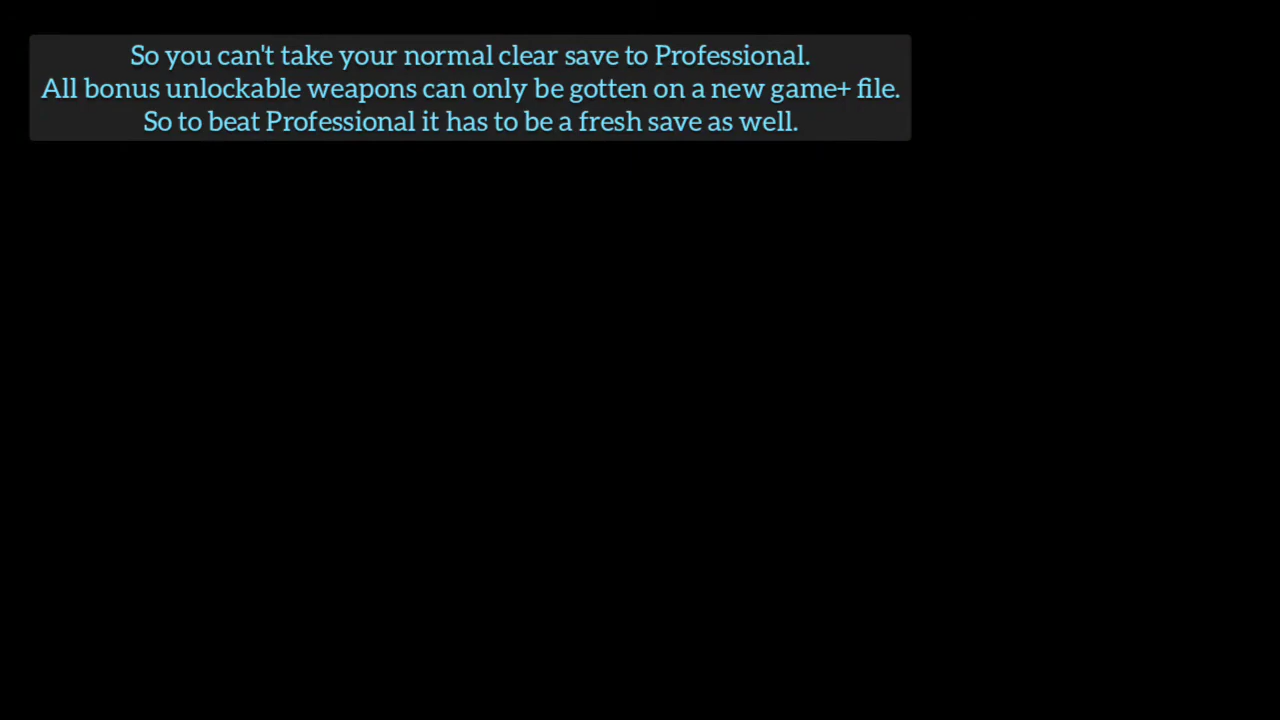 So you can't take your normal clear save to Professional.
All bonus unlockable weapons can only be gotten on a new game+ file.
So to beat Professional it has to be a fresh save as well.